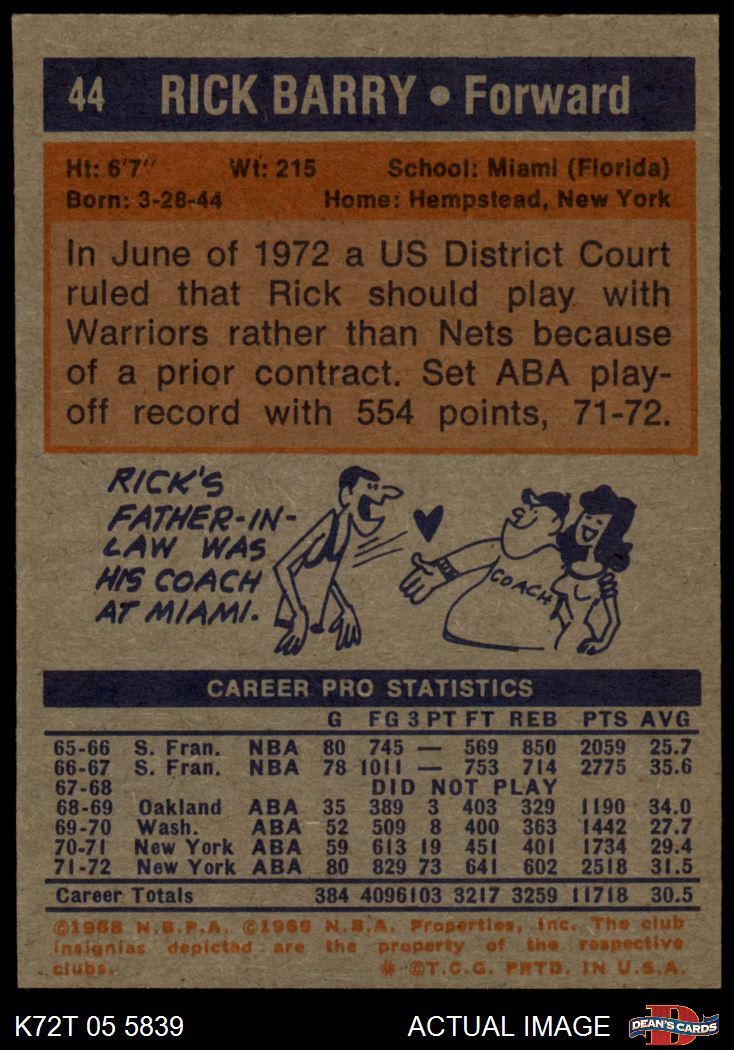 44 RICK BARRY • Forward
Ht: 6'7" Wt: 215 School: Miami (Florida)
Born: 3-28-44 Home: Hempstead, New York
In June of 1972 a US District Court
ruled that Rick should play with
Warriors rather than Nets because
of a prior contract. Set ABA play-
off record with 554 points, 71-72.
RICK'S
FATHER-IN-
LAW WAS
HIS COACH
AT MIAMI.
COACH
CAREER PRO STATISTICS
G FG 3 PT FT REB PTS AVG
65-66 S. Fran. NBA 80 745 — 569 850 2059 25.7
66-67 S. Fran. NBA 78 1011 — 753 714 2775 35.6
67-68 DID NOT PLAY
68-69 Oakland ABA 35 389 3 403 329 1190 34.0
69-70 Wash. ABA 52 509 8 400 363 1442 27.7
70-71 New York ABA 59 613 19 451 401 1734 29.4
71-72 New York ABA 80 829 73 641 602 2518 31.5
Career Totals 384 4096 103 3217 3259 11718 30.5
©1968 N.B.P.A. ©1969 N.B.A. Properties, Inc. The club
insignias depicted are the property of the respective
clubs. * ©T.C.G. PRTD. IN U.S.A.
K72T 05 5839 ACTUAL IMAGE D DEAN'S CARDS